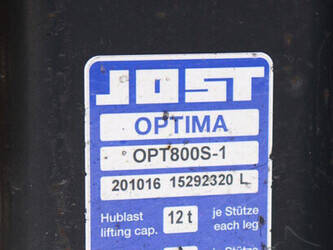 JOST
OPTIMA
OPT800S-1
201016 15292320 L
Hublast 12 t je Stütze
lifting cap. each leg